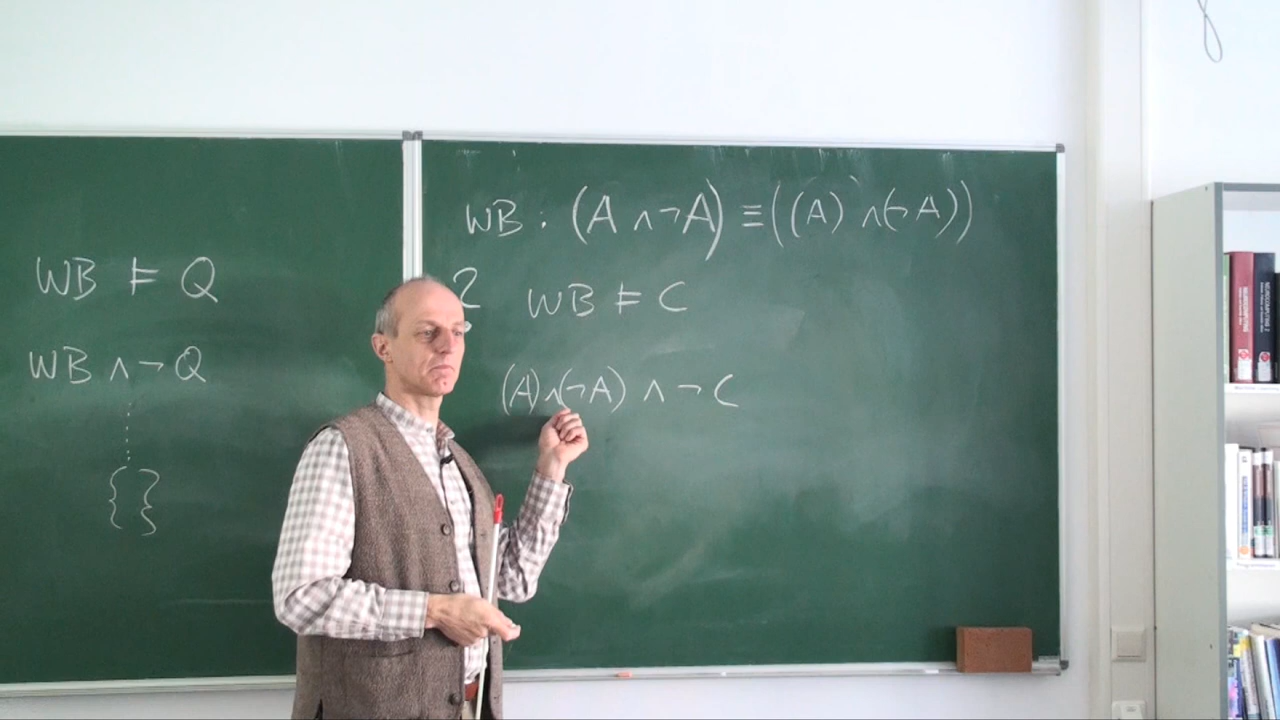 WB ⊨ Q
WB ∧ ¬ Q
{ }
WB : (A ∧ ¬ A) ≡ ((A) ∧ (¬ A))
? WB ⊨ C
(A) ∧ (¬ A) ∧ ¬ C